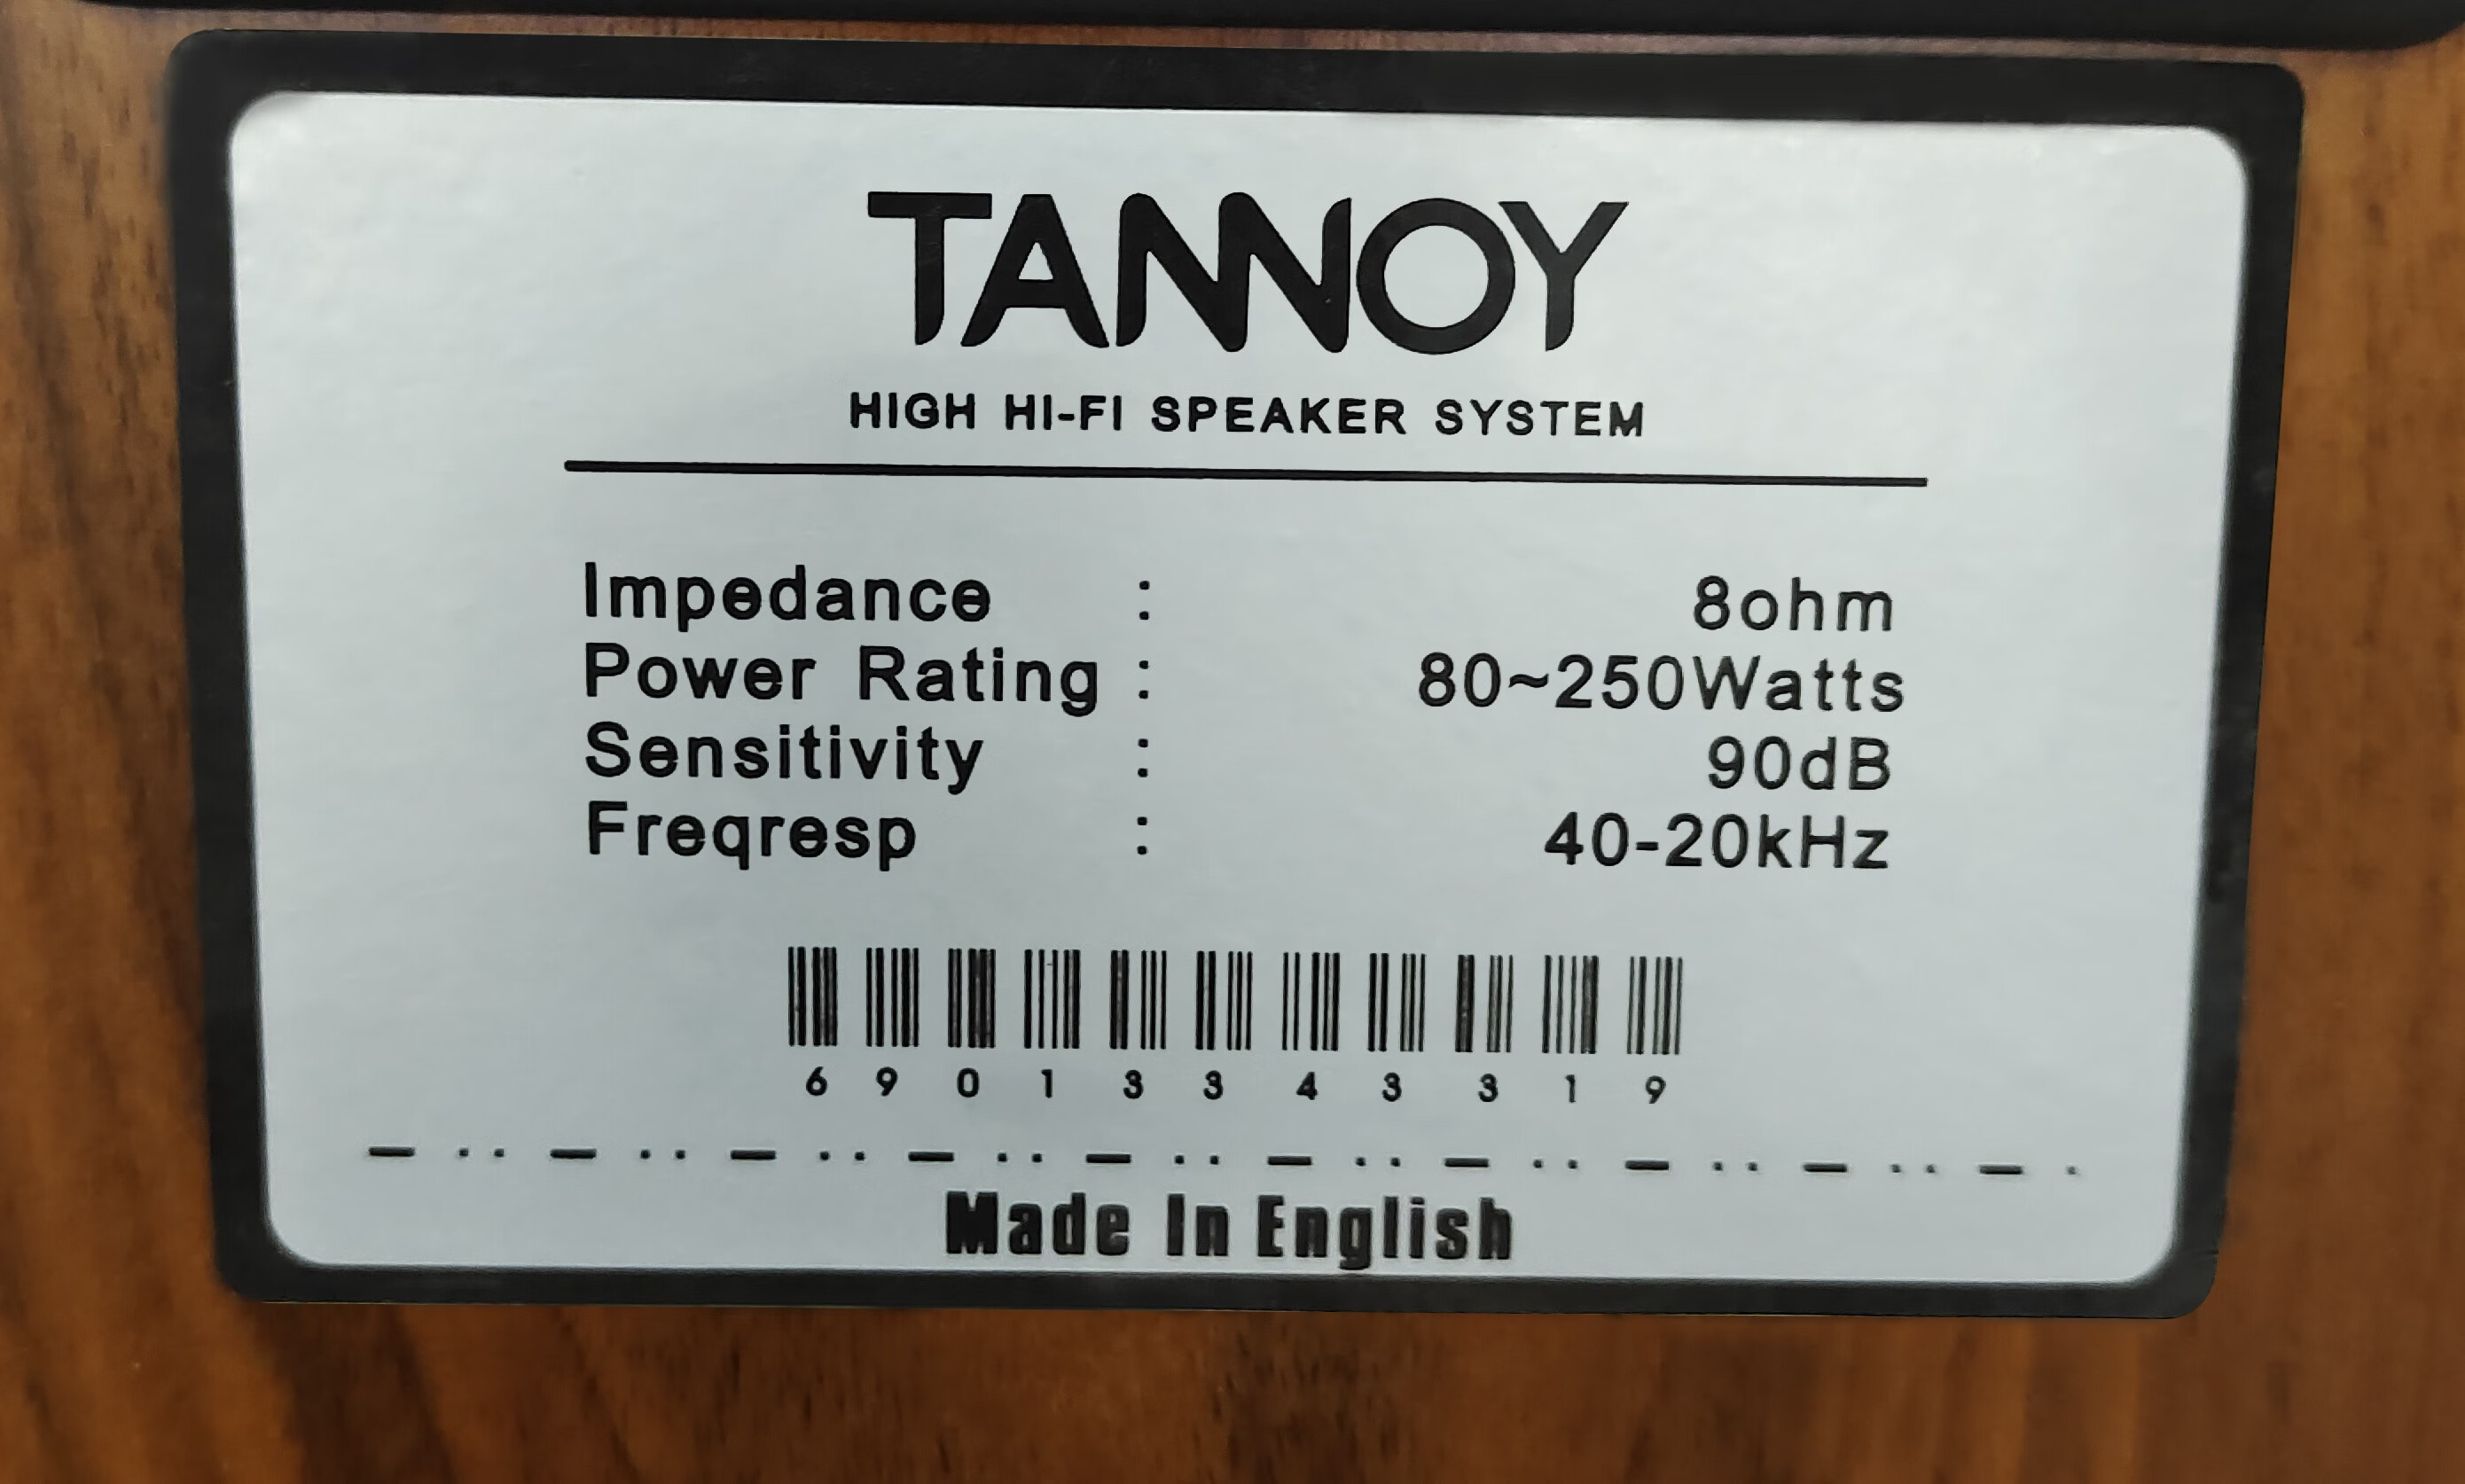 TANNOY
HIGH HI-FI SPEAKER SYSTEM
Impedance : 8ohm
Power Rating : 80~250Watts
Sensitivity : 90dB
Freqresp : 40-20kHz
6 9 0 1 3 3 4 3 3 1 9
Made In English